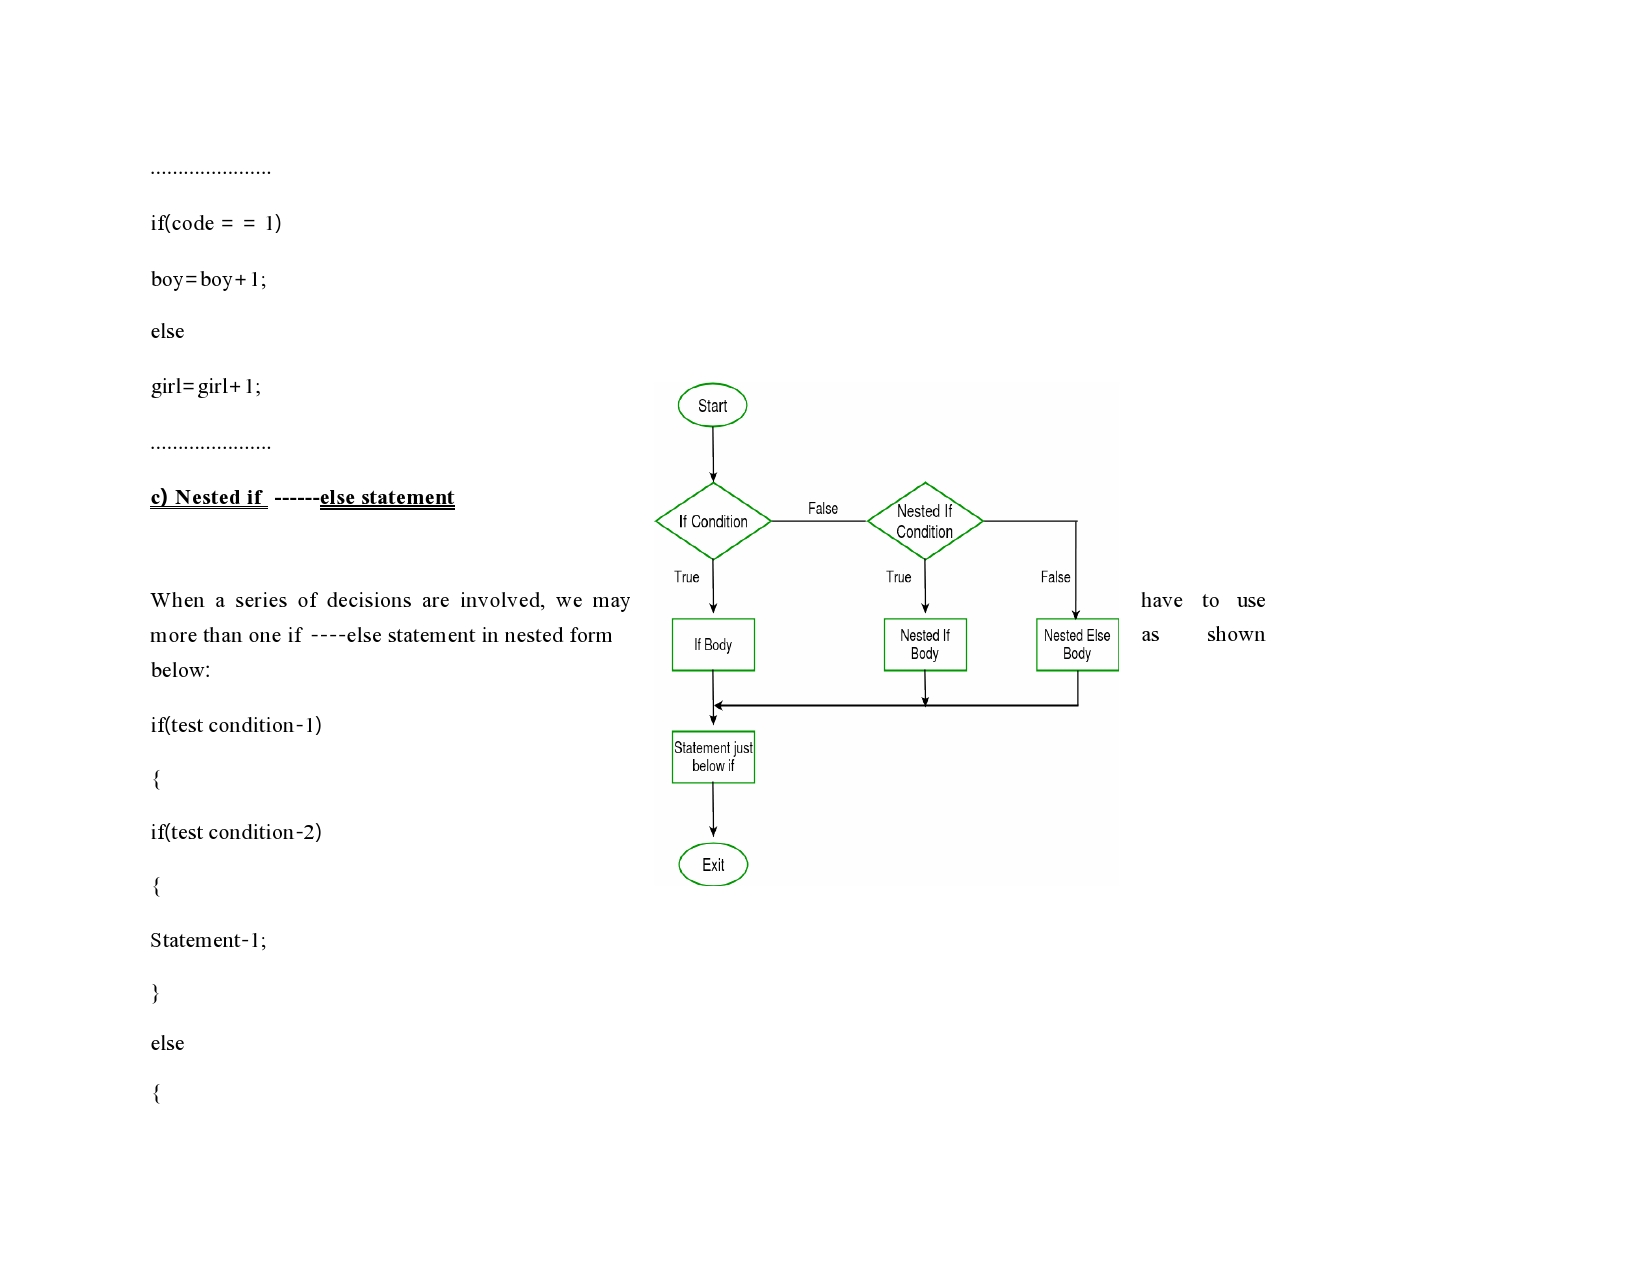 ......................
if(code = = 1)
boy=boy+1;
else
girl=girl+1;
......................
c) Nested if ------else statement
When a series of decisions are involved, we may have to use
more than one if ----else statement in nested form as shown
below:
if(test condition-1)
{
if(test condition-2)
{
Statement-1;
}
else
{
Start
If Condition
False
Nested If
Condition
True
True
False
If Body
Nested If
Body
Nested Else
Body
Statement just
below if
Exit